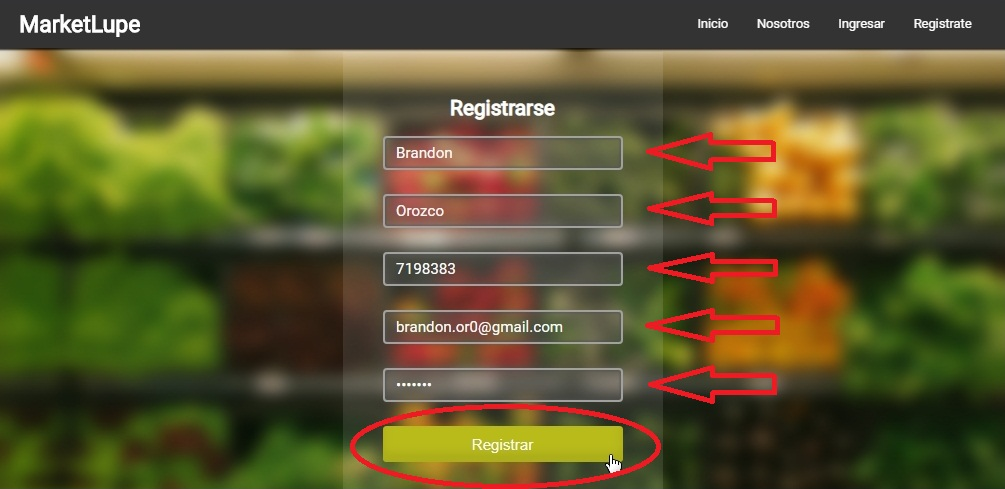 MarketLupe
Inicio Nosotros Ingresar Registrate
Registrarse
Brandon
Orozco
7198383
brandon.or0@gmail.com
•••••••
Registrar